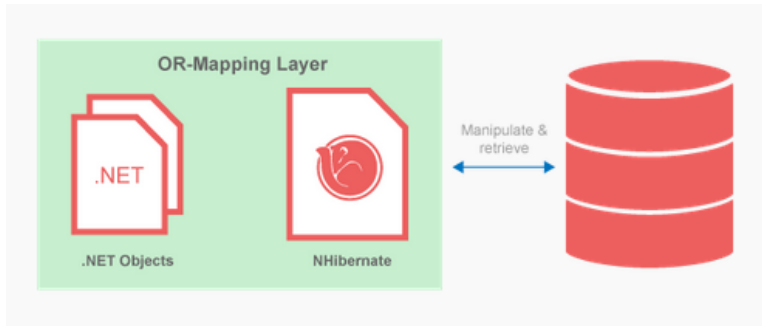 OR-Mapping Layer
Manipulate &
retrieve
.NET
.NET Objects
NHibernate